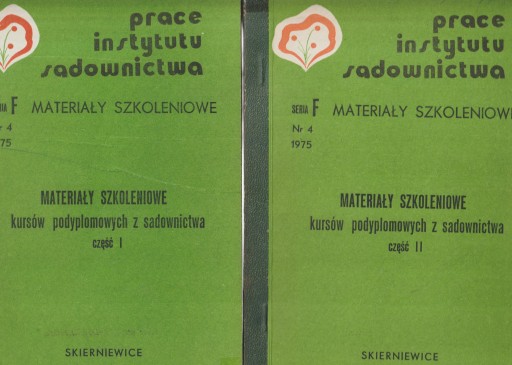 prace
instytutu
sadownictwa
SERIA F MATERIAŁY SZKOLENIOWE
Nr 4
1975
MATERIAŁY SZKOLENIOWE
kursów podyplomowych z sadownictwa
część I
SKIERNIEWICE
prace
instytutu
sadownictwa
SERIA F MATERIAŁY SZKOLENIOWE
Nr 4
1975
MATERIAŁY SZKOLENIOWE
kursów podyplomowych z sadownictwa
część II
SKIERNIEWICE